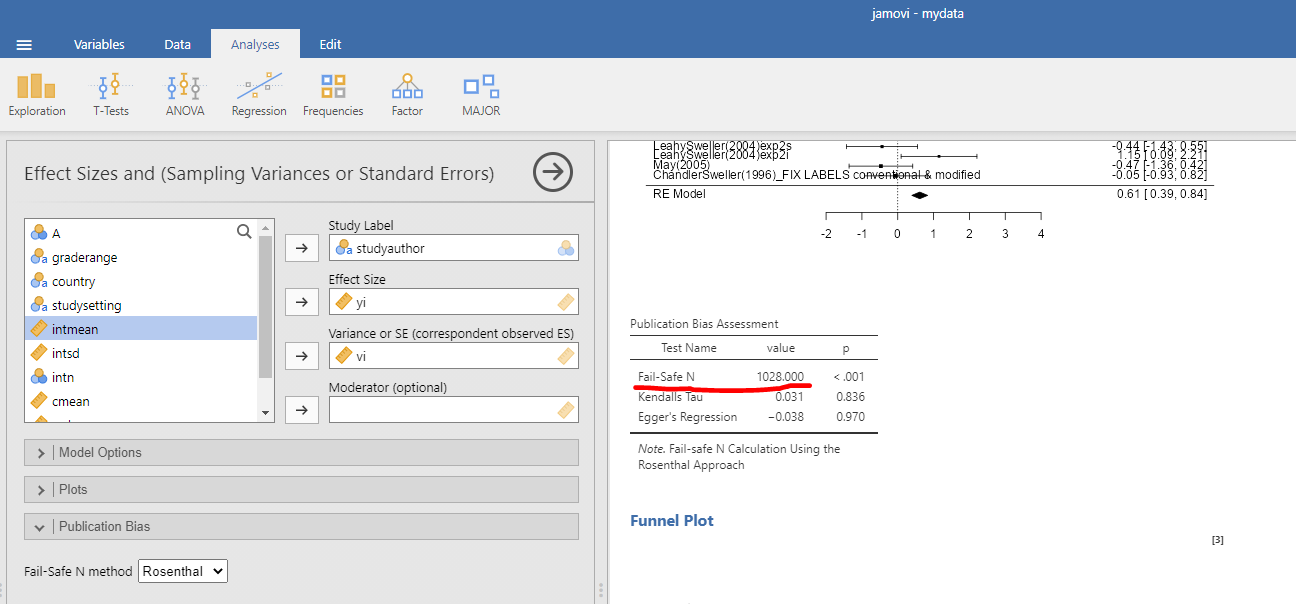 jamovi - mydata
Variables Data Analyses Edit
Exploration T-Tests ANOVA Regression Frequencies Factor MAJOR
Effect Sizes and (Sampling Variances or Standard Errors)
A
a graderange
a country
a studysetting
intmean
intsd
intn
cmean
Study Label
a studyauthor
a
Effect Size
yi
Variance or SE (correspondent observed ES)
vi
Moderator (optional)
Model Options
Plots
Publication Bias
Fail-Safe N method Rosenthal
LeahySweller(2004)exp2s -0.44 [-1.43, 0.55]
LeahySweller(2004)exp2i 1.15 [ 0.09, 2.21]
May(2005) -0.47 [-1.36, 0.42]
ChandlerSweller(1996)_FIX LABELS conventional & modified -0.05 [-0.93, 0.82]
RE Model 0.61 [ 0.39, 0.84]
-2 -1 0 1 2 3 4
Publication Bias Assessment
Test Name value p
Fail-Safe N 1028.000 < .001
Kendalls Tau 0.031 0.836
Egger's Regression −0.038 0.970
Note. Fail-safe N Calculation Using the
Rosenthal Approach
Funnel Plot
[3]